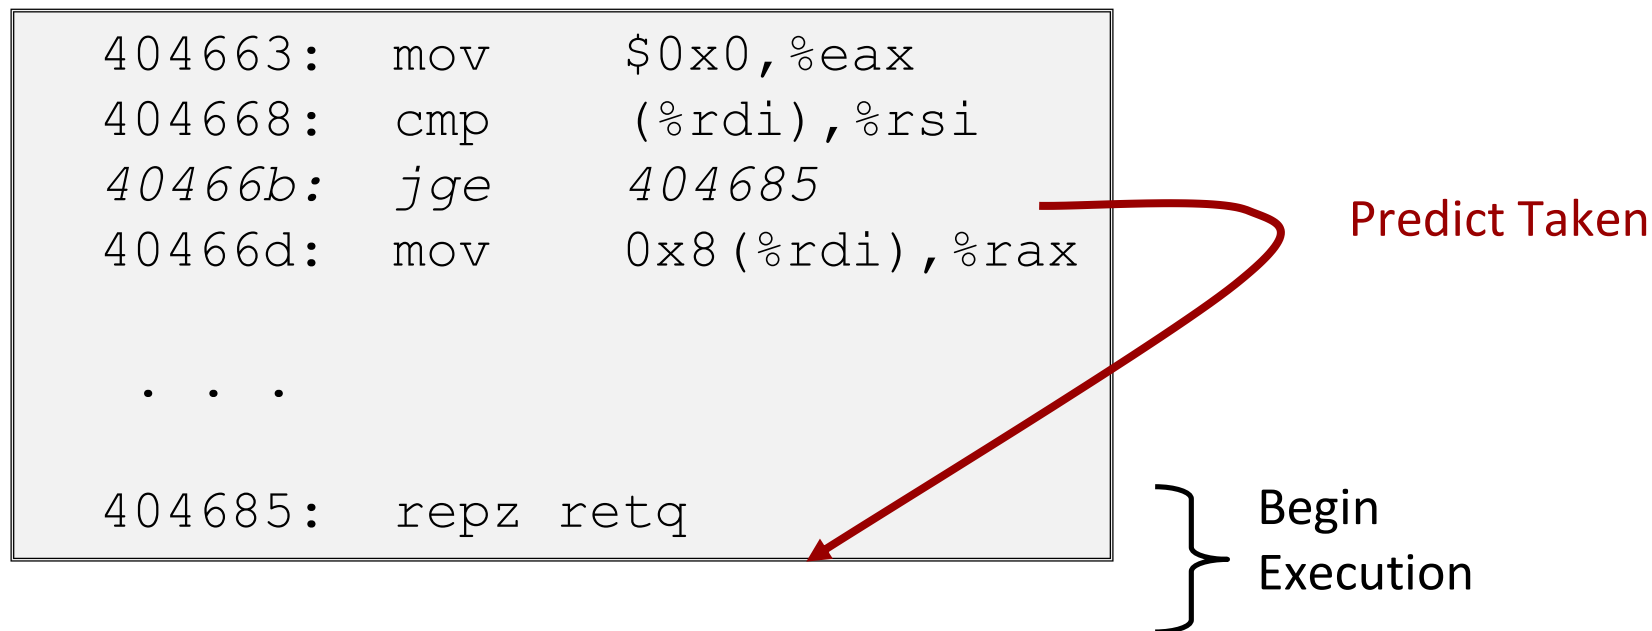 404663: mov $0x0,%eax
404668: cmp (%rdi),%rsi
40466b: jge 404685
40466d: mov 0x8(%rdi),%rax
. . .
404685: repz retq
Predict Taken
Begin
Execution